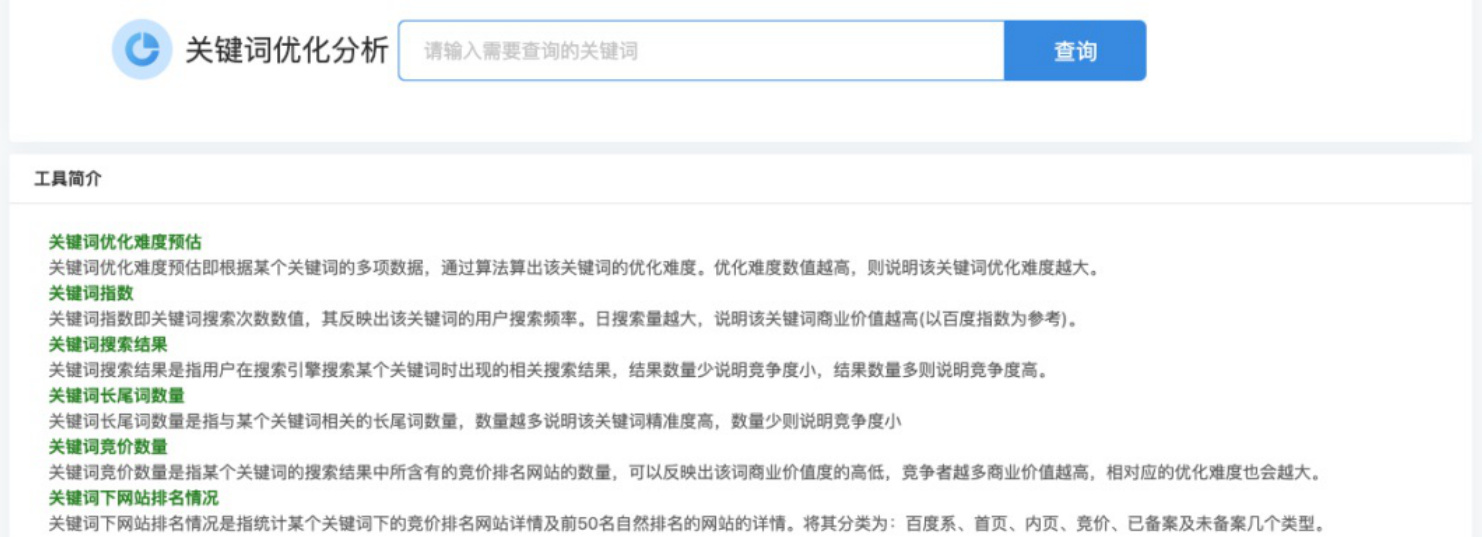 关键词优化分析 请输入需要查询的关键词 查询
工具简介
关键词优化难度预估
关键词优化难度预估即根据某个关键词的多项数据，通过算法算出该关键词的优化难度。优化难度数值越高，则说明该关键词优化难度越大。
关键词指数
关键词指数即关键词搜索次数数值，其反映出该关键词的用户搜索频率。日搜索量越大，说明该关键词商业价值越高(以百度指数为参考)。
关键词搜索结果
关键词搜索结果是指用户在搜索引擎搜索某个关键词时出现的相关搜索结果，结果数量少说明竞争度小，结果数量多则说明竞争度高。
关键词长尾词数量
关键词长尾词数量是指与某个关键词相关的长尾词数量，数量越多说明该关键词精准度高，数量少则说明竞争度小
关键词竞价数量
关键词竞价数量是指某个关键词的搜索结果中所含有的竞价排名网站的数量，可以反映出该词商业价值度的高低，竞争者越多商业价值越高，相对应的优化难度也会越大。
关键词下网站排名情况
关键词下网站排名情况是指统计某个关键词下的竞价排名网站详情及前50名自然排名的网站的详情。将其分类为：百度系、首页、内页、竞价、已备案及未备案几个类型。